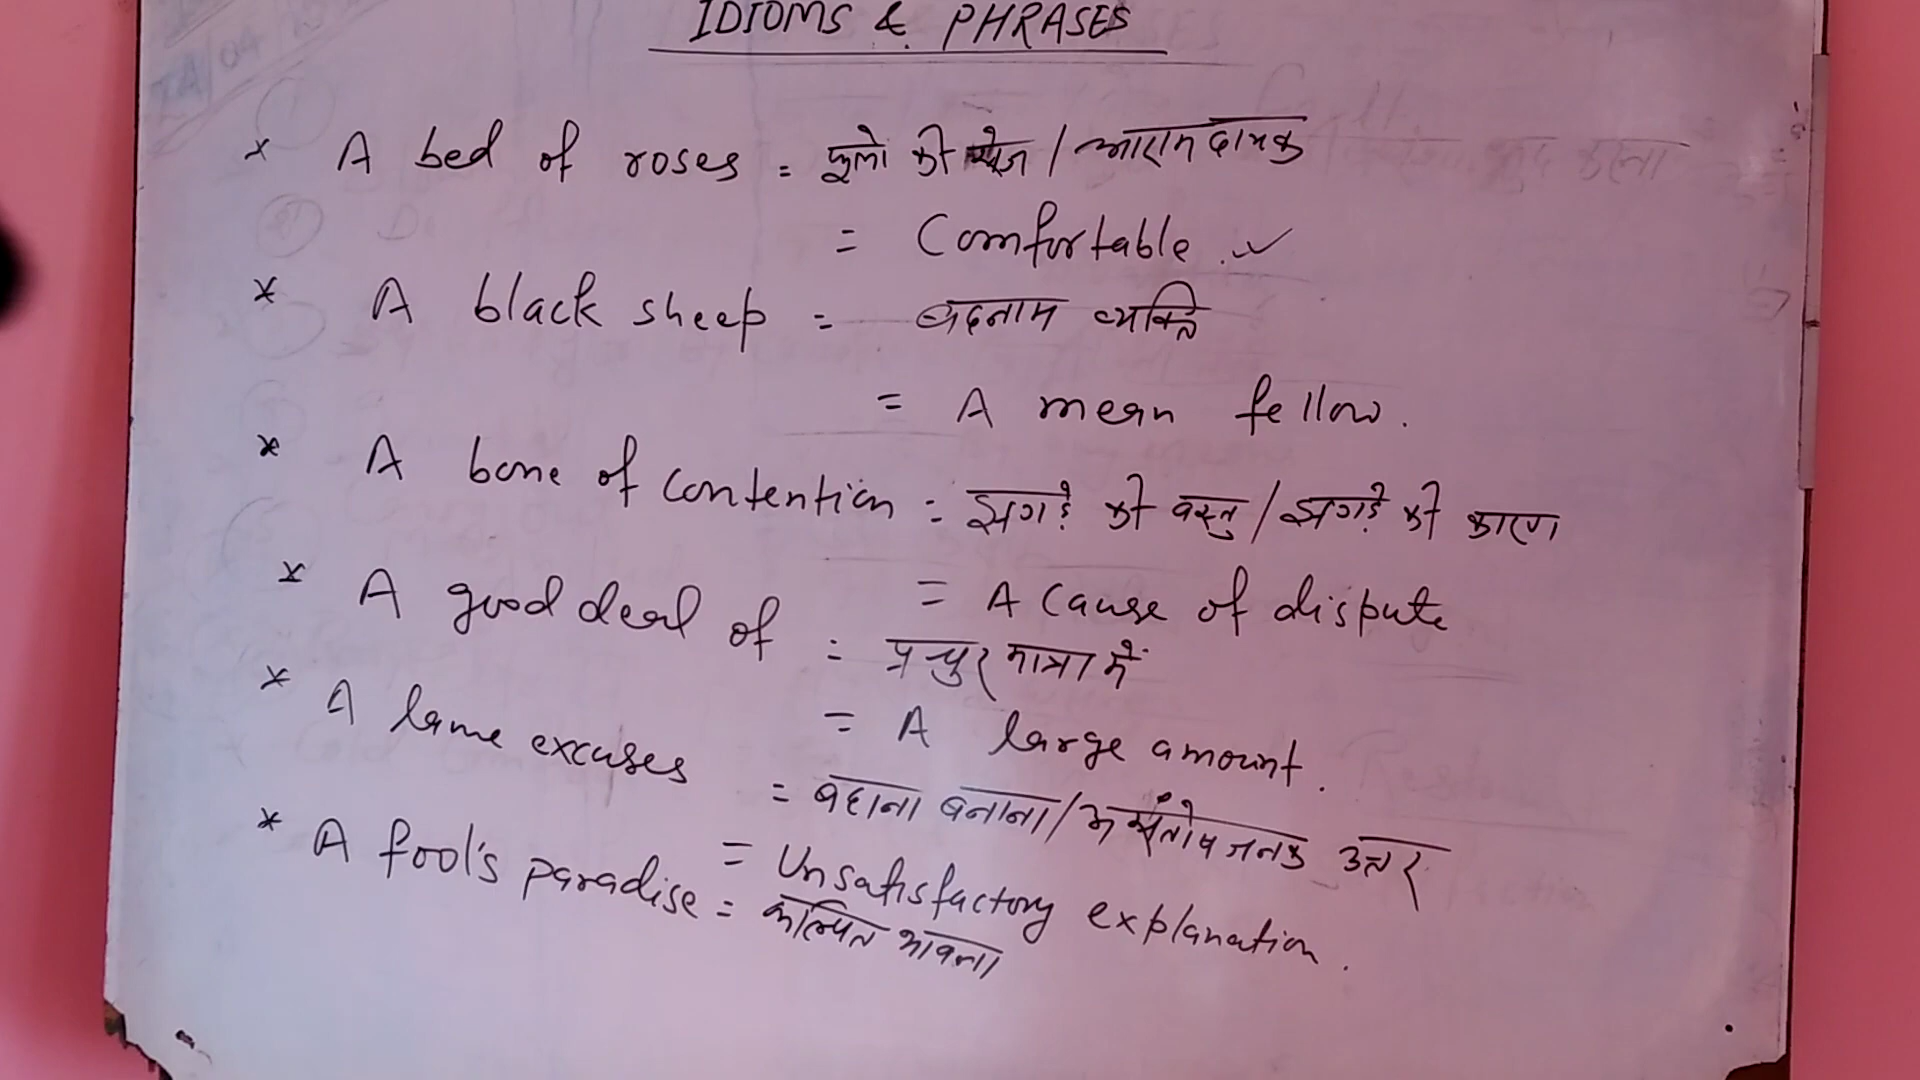 IDIOMS & PHRASES
* A bed of roses = फूलो की सेज / आरामदायक
= Comfortable.
* A black sheep = बदनाम व्यक्ति
= A mean fellow.
* A bone of contention = झगड़े की वस्तु / झगड़े की कारण
= A cause of dispute
* A good deal of = प्रचुर मात्रा में
= A large amount.
* A lame excuses = बहाना बनाना / असंतोषजनक उत्तर
= Unsatisfactory explanation.
* A fool's paradise = कल्पित भावना